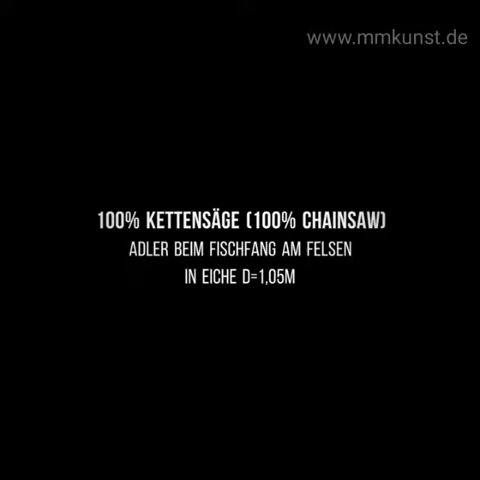 www.mmkunst.de
100% KETTENSÄGE (100% CHAINSAW)
ADLER BEIM FISCHFANG AM FELSEN
IN EICHE D=1,05M